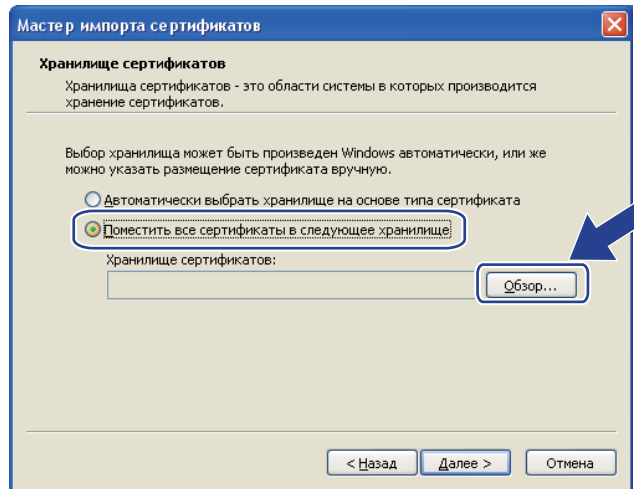 Мастер импорта сертификатов
Хранилище сертификатов
Хранилища сертификатов - это области системы в которых производится
хранение сертификатов.
Выбор хранилища может быть произведен Windows автоматически, или же
можно указать размещение сертификата вручную.
Автоматически выбрать хранилище на основе типа сертификата
Поместить все сертификаты в следующее хранилище
Хранилище сертификатов:
Обзор...
< Назад Далее > Отмена